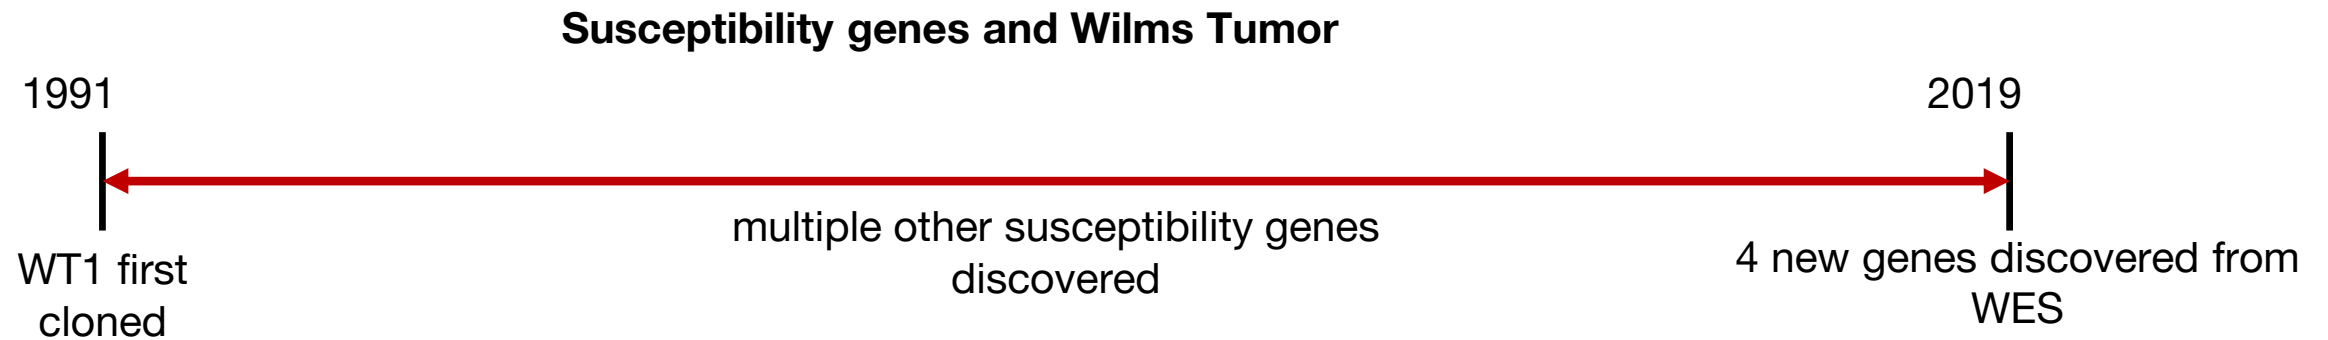 Susceptibility genes and Wilms Tumor
1991
2019
WT1 first
cloned
multiple other susceptibility genes
discovered
4 new genes discovered from
WES